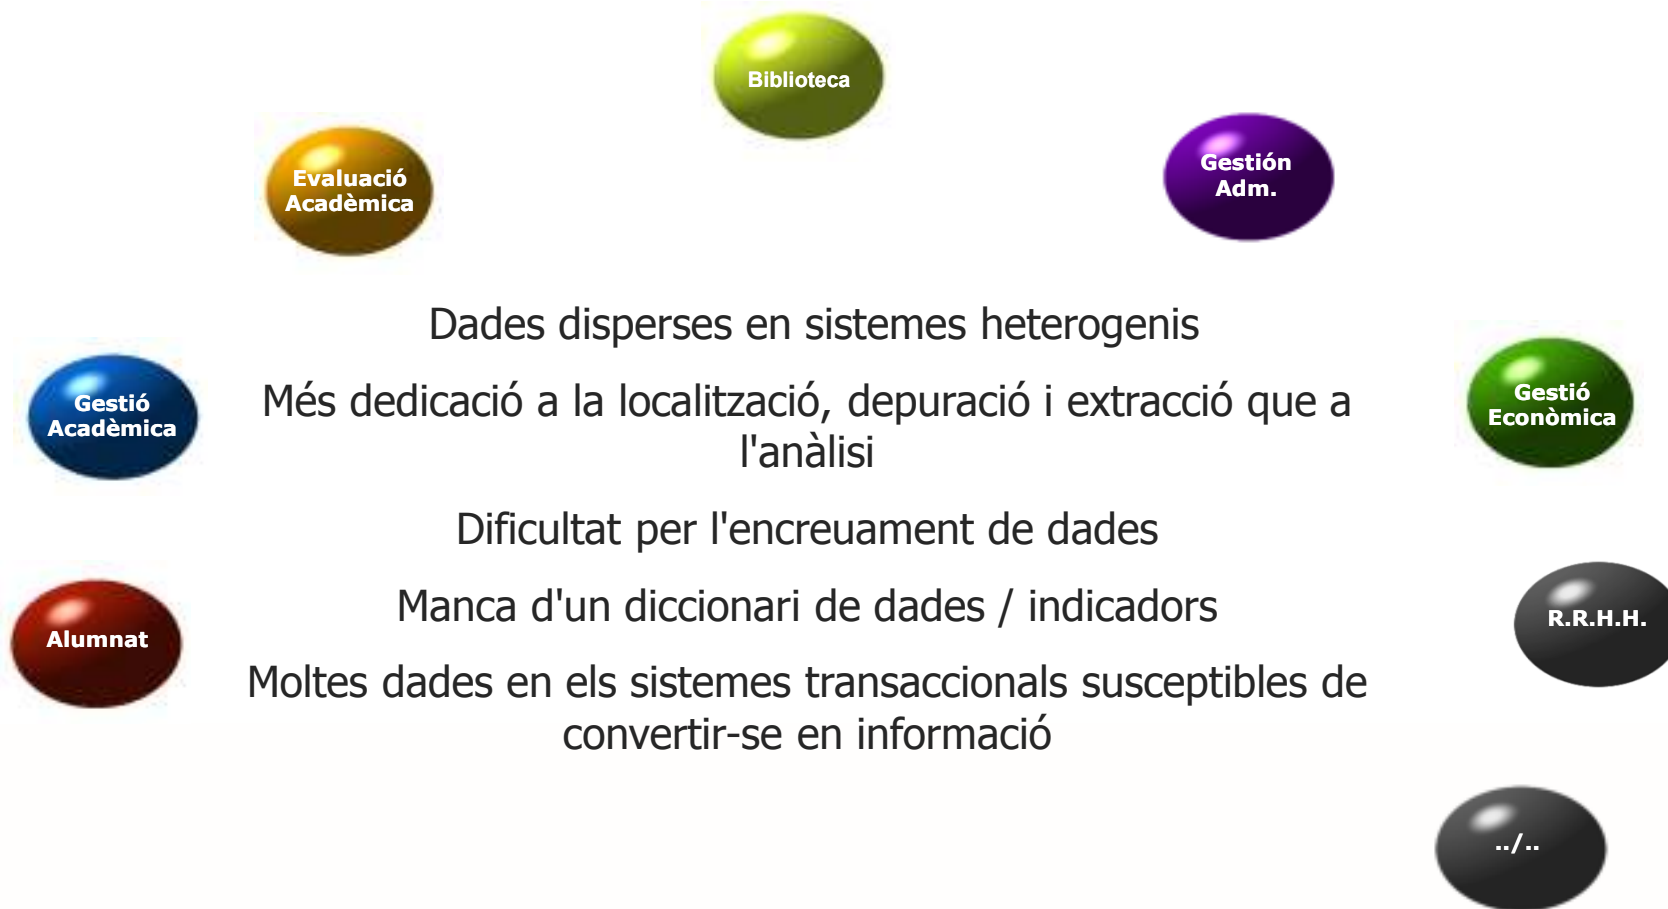 Biblioteca
Evaluació
Acadèmica
Gestión
Adm.
Dades disperses en sistemes heterogenis
Gestió
Acadèmica
Més dedicació a la localització, depuració i extracció que a
l'anàlisi
Gestió
Econòmica
Dificultat per l'encreuament de dades
Manca d'un diccionari de dades / indicadors
Alumnat
R.R.H.H.
Moltes dades en els sistemes transaccionals susceptibles de
convertir-se en informació
../..